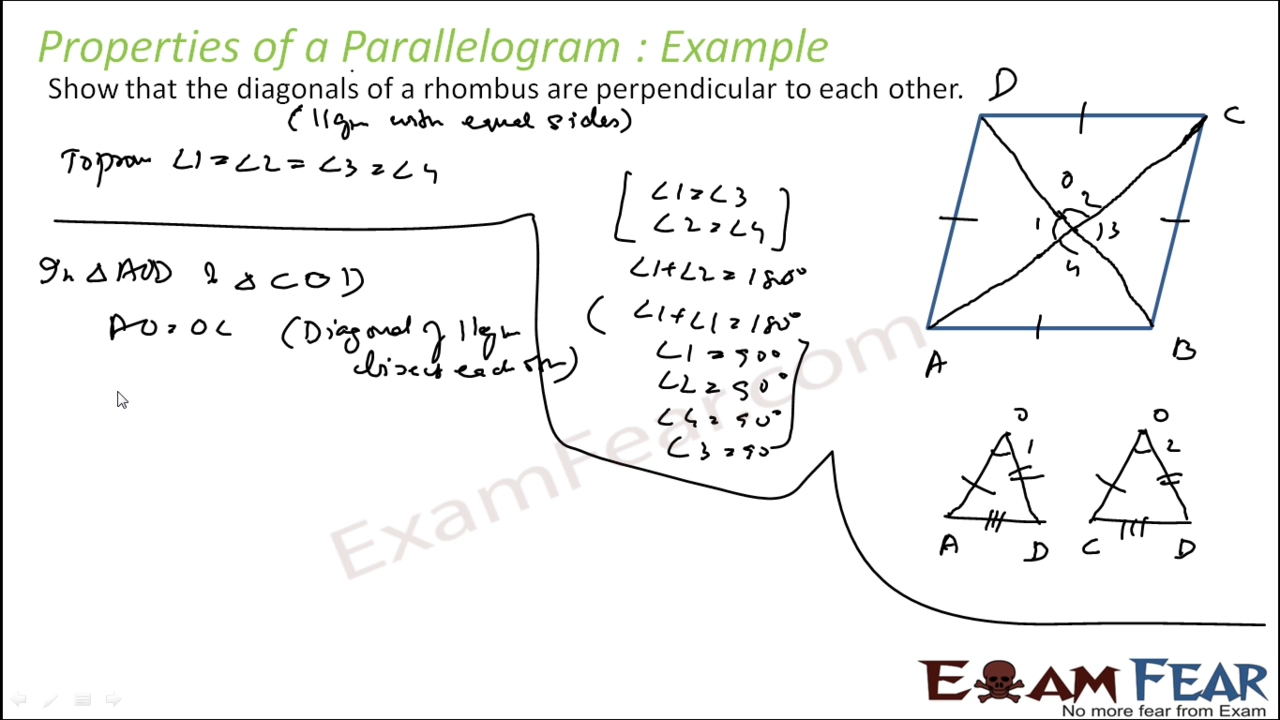 Properties of a Parallelogram : Example
Show that the diagonals of a rhombus are perpendicular to each other.
(llgm with equal sides)
To prove ∠1 = ∠2 = ∠3 = ∠4
∠1 = ∠3
∠2 = ∠4
∠1 + ∠2 = 180°
( ∠1 + ∠1 = 180°
∠1 = 90°
∠2 = 90°
∠4 = 90°
∠3 = 90
In △ AOD & △ COD
AO = OC (Diagonal of llgm
bisect each oth)
D
C
O
2
1
3
4
A
B
O
1
A
D
O
2
C
D
ExamFear.com
EXAM FEAR
No more fear from Exam